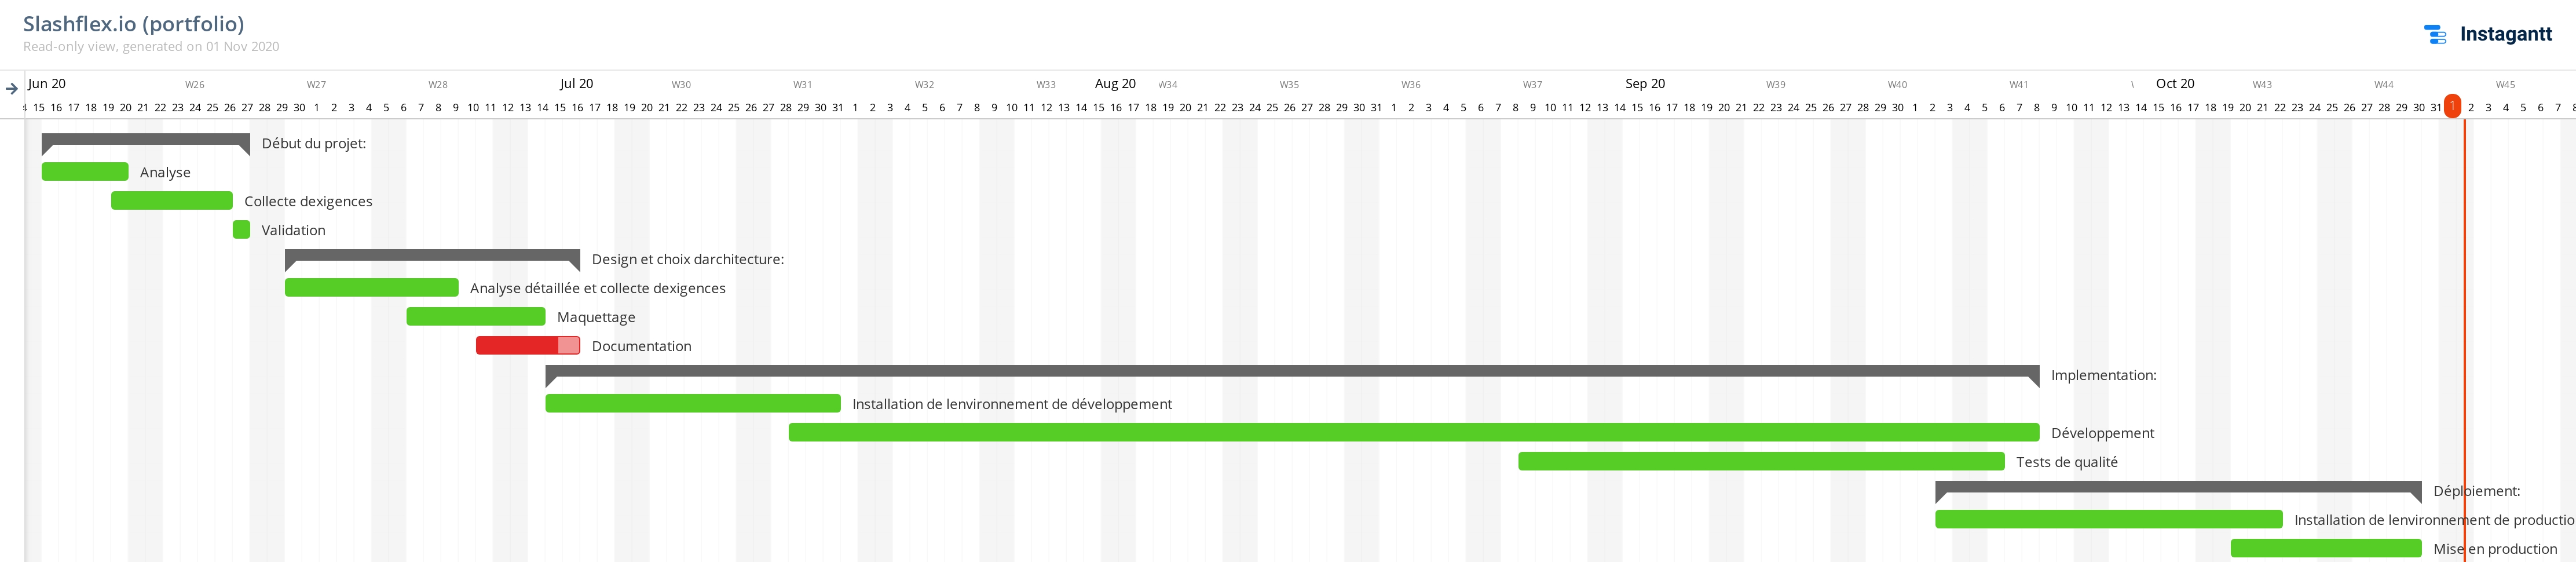 Slashflex.io (portfolio)
Read-only view, generated on 01 Nov 2020
Instagantt
Jun 20 W26 W27 W28 Jul 20 W30 W31 W32 W33 Aug 20 W34 W35 W36 W37 Sep 20 W39 W40 W41 Oct 20 W43 W44 W45
15 16 17 18 19 20 21 22 23 24 25 26 27 28 29 30 1 2 3 4 5 6 7 8 9 10 11 12 13 14 15 16 17 18 19 20 21 22 23 24 25 26 27 28 29 30 31 1 2 3 4 5 6 7 8 9 10 11 12 13 14 15 16 17 18 19 20 21 22 23 24 25 26 27 28 29 30 31 1 2 3 4 5 6 7 8 9 10 11 12 13 14 15 16 17 18 19 20 21 22 23 24 25 26 27 28 29 30 1 2 3 4 5 6 7 8 9 10 11 12 13 14 15 16 17 18 19 20 21 22 23 24 25 26 27 28 29 30 31 1 2 3 4 5 6 7
Début du projet:
Analyse
Collecte dexigences
Validation
Design et choix darchitecture:
Analyse détaillée et collecte dexigences
Maquettage
Documentation
Implementation:
Installation de lenvironnement de développement
Développement
Tests de qualité
Déploiement:
Installation de lenvironnement de productio
Mise en production